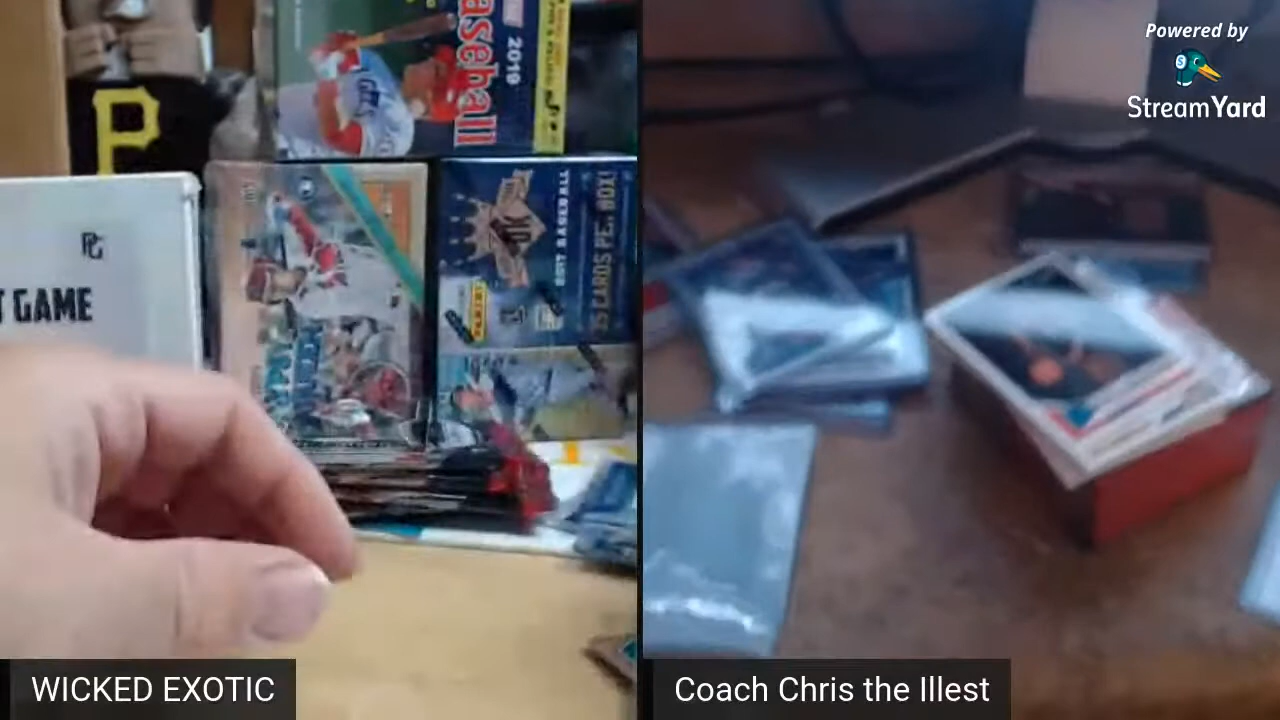 Powered by
StreamYard
Baseball
2019
P
PG
T GAME
2017 BASEBALL
35 CARDS PER BOX!
PANINI
WICKED EXOTIC
Coach Chris the Illest